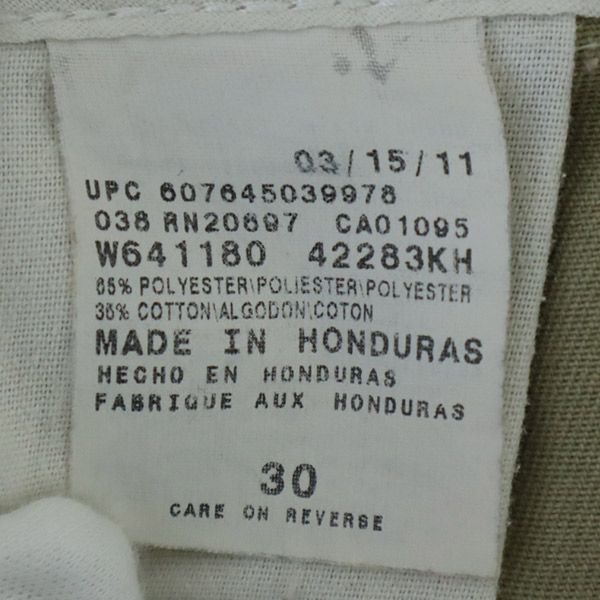 03/15/11
UPC 607645039978
038 RN20697 CA01095
W641180 42283KH
65% POLYESTER\POLIESTER\POLYESTER
35% COTTON\ALGODON\COTON
MADE IN HONDURAS
HECHO EN HONDURAS
FABRIQUE AUX HONDURAS
30
CARE ON REVERSE